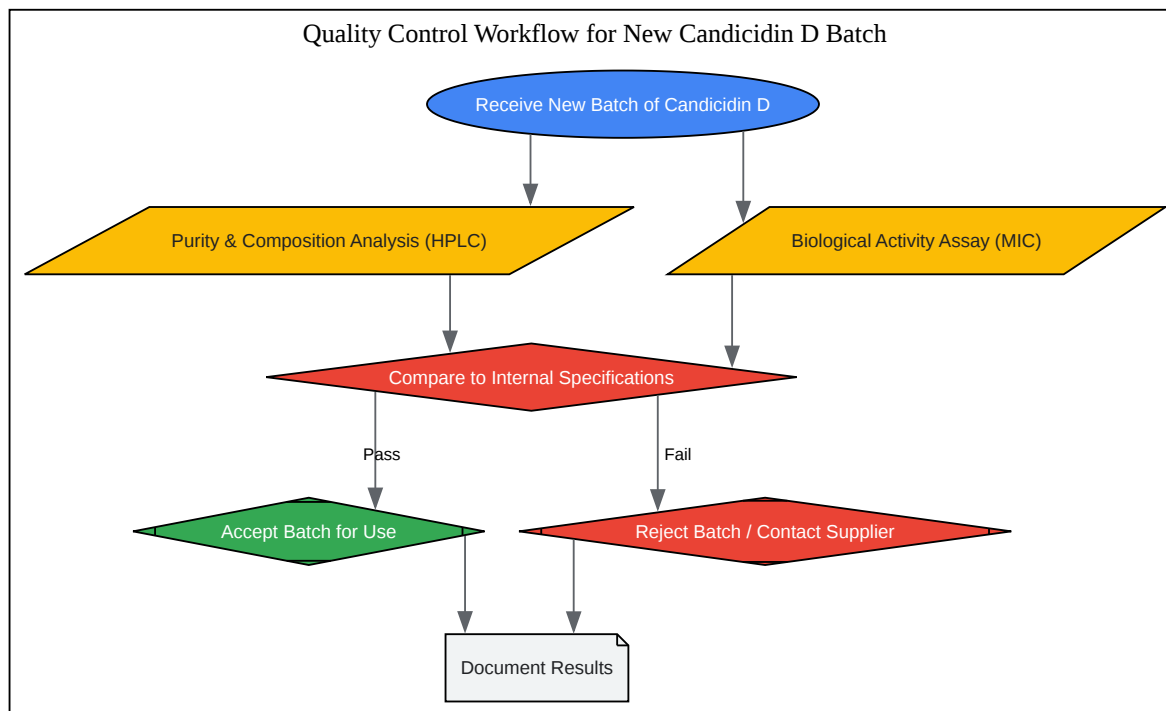 Quality Control Workflow for New Candicidin D Batch
Receive New Batch of Candicidin D
Purity & Composition Analysis (HPLC)
Biological Activity Assay (MIC)
Compare to Internal Specifications
Pass
Fail
Accept Batch for Use
Reject Batch / Contact Supplier
Document Results